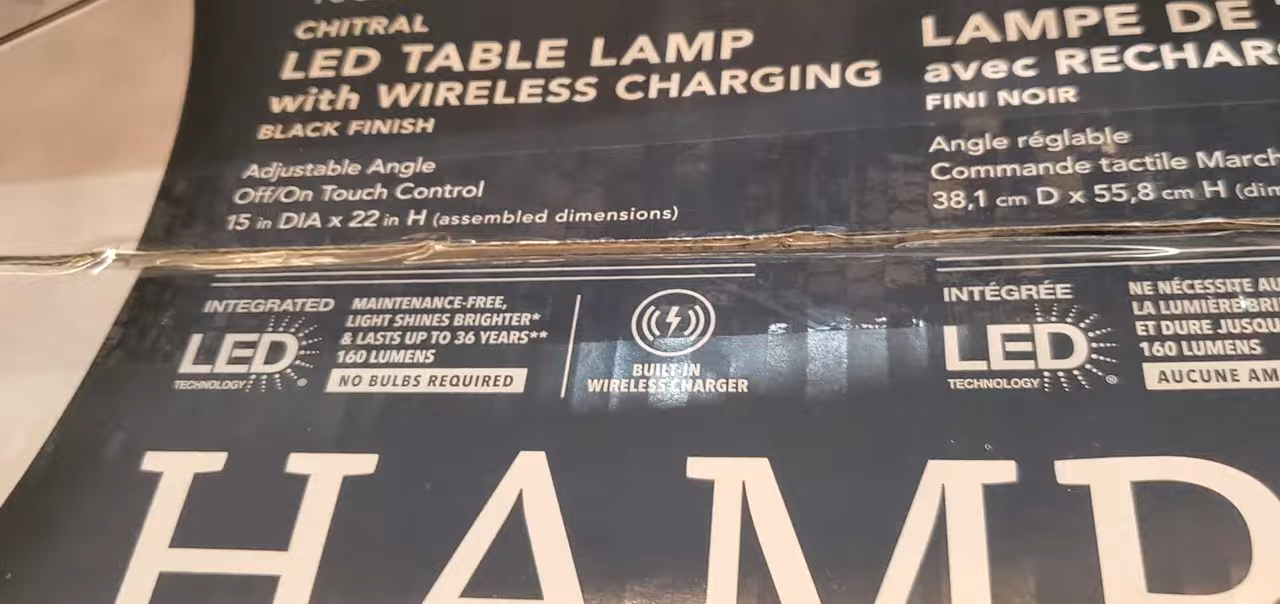 CHITRAL
LED TABLE LAMP
with WIRELESS CHARGING
BLACK FINISH
Adjustable Angle
Off/On Touch Control
15 in DIA x 22 in H (assembled dimensions)
LAMPE DE
avec RECHAR
FINI NOIR
Angle réglable
Commande tactile March
38,1 cm D x 55,8 cm H (dim
INTEGRATED
LED
TECHNOLOGY
MAINTENANCE-FREE,
LIGHT SHINES BRIGHTER*
& LASTS UP TO 36 YEARS**
160 LUMENS
NO BULBS REQUIRED
BUILT-IN
WIRELESS CHARGER
INTÉGRÉE
LED
TECHNOLOGY
®
NE NÉCESSITE AU
LA LUMIÈRE BRI
ET DURE JUSQU
160 LUMENS
AUCUNE AM
HAMP